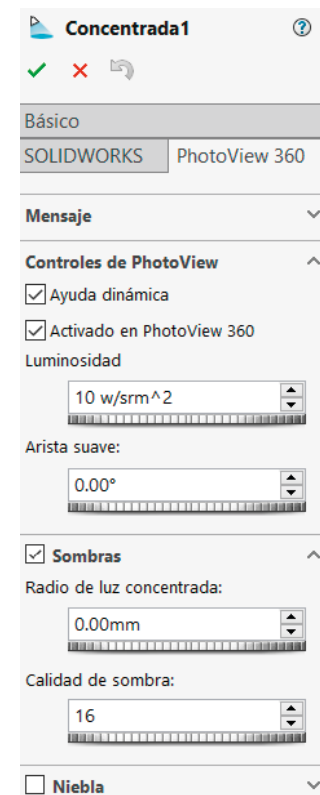 Concentrada1
?
Básico
SOLIDWORKS PhotoView 360
Mensaje
Controles de PhotoView
Ayuda dinámica
Activado en PhotoView 360
Luminosidad
10 w/srm^2
Arista suave:
0.00°
Sombras
Radio de luz concentrada:
0.00mm
Calidad de sombra:
16
Niebla